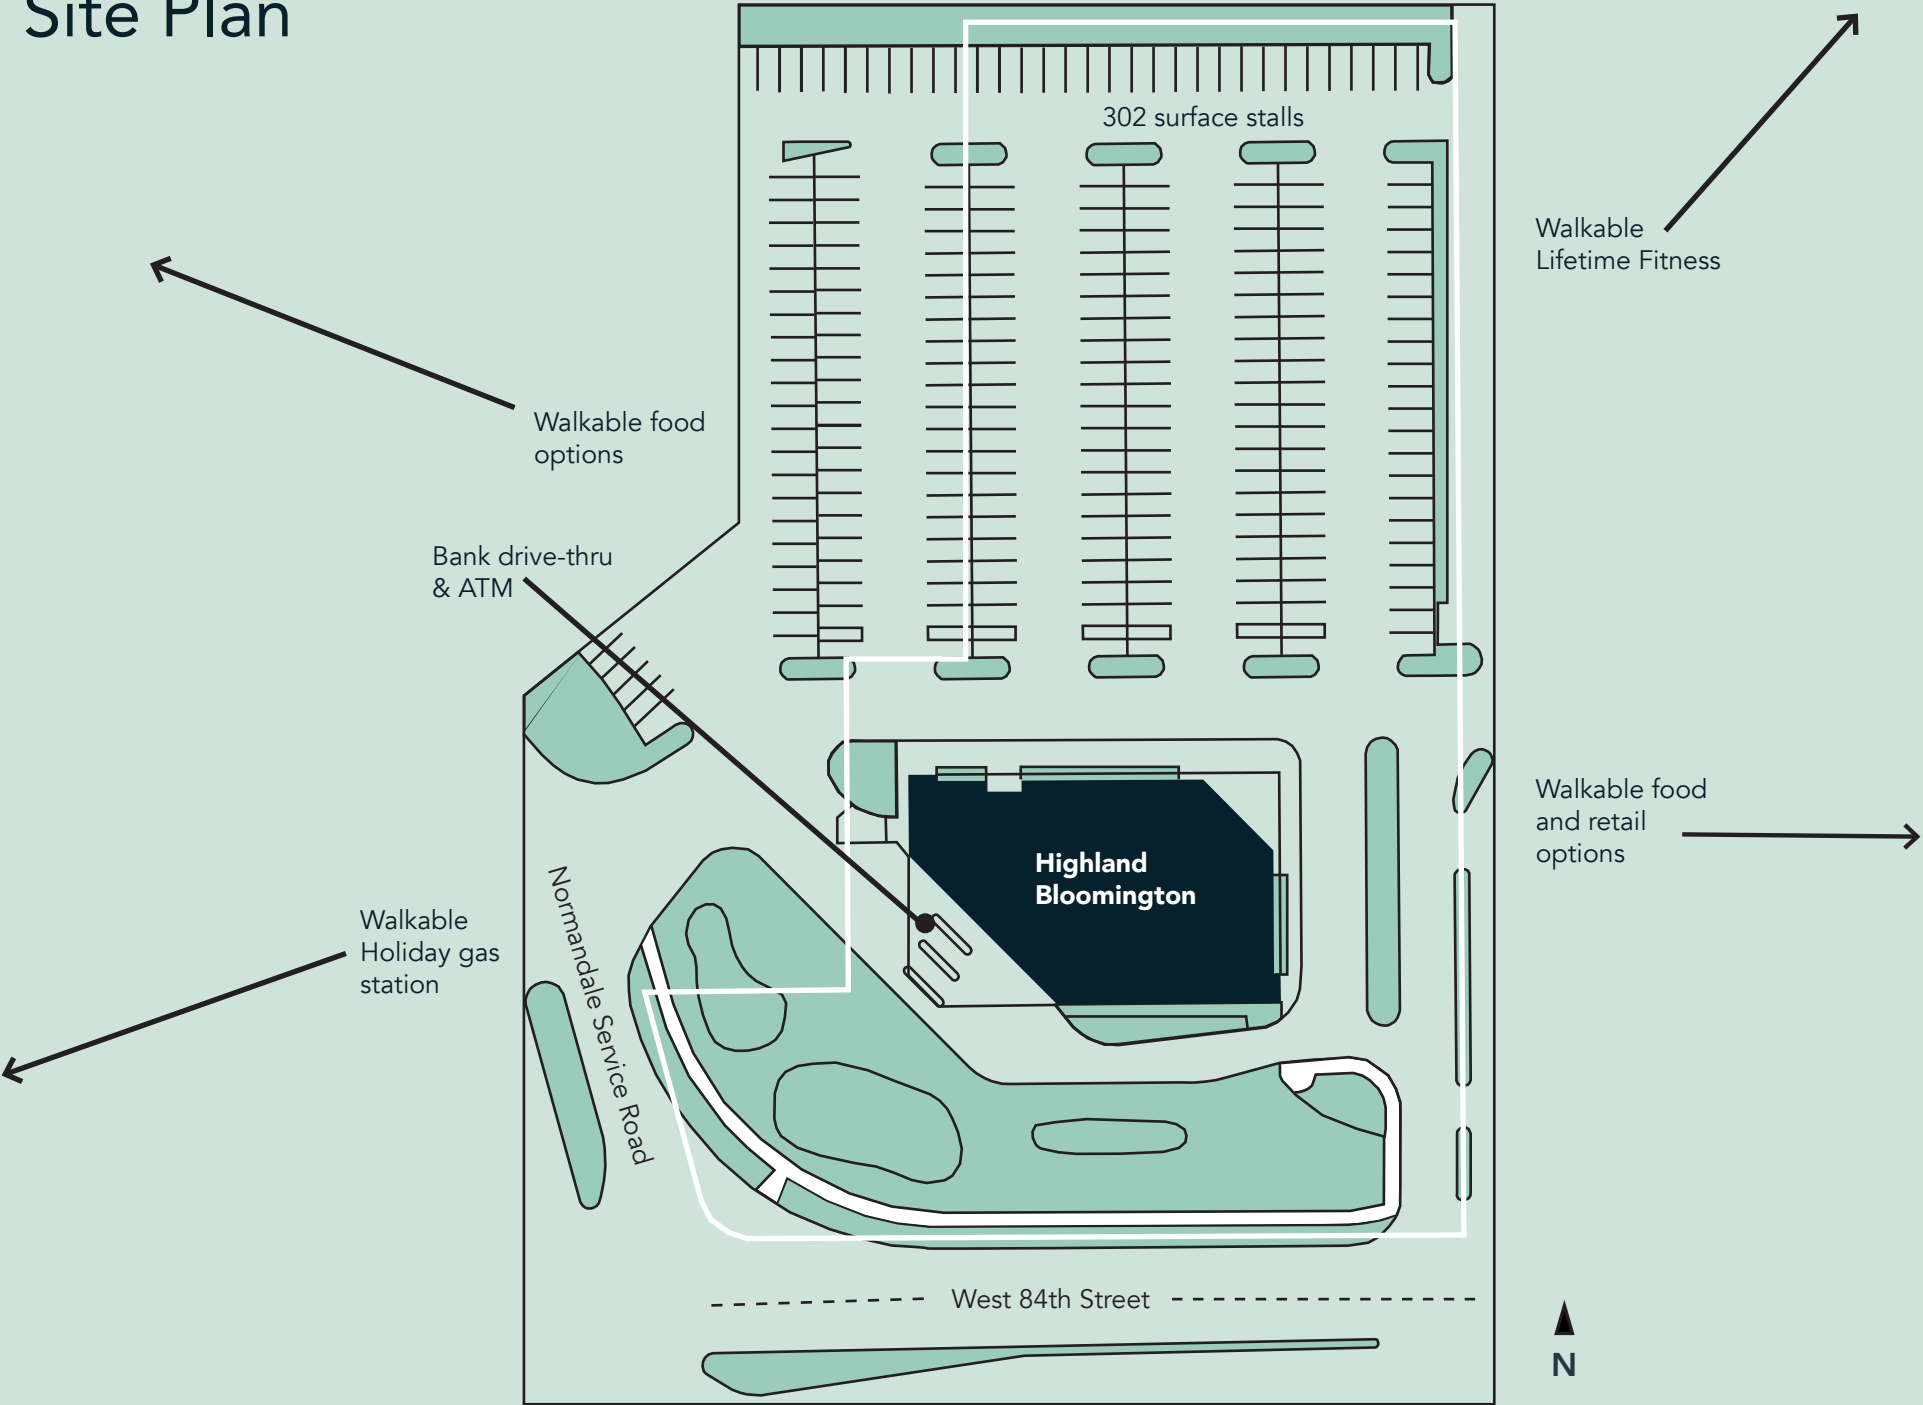 Site Plan
302 surface stalls
Walkable
Lifetime Fitness
Walkable food
options
Bank drive-thru
& ATM
Walkable food
and retail
options
Highland
Bloomington
Walkable
Holiday gas
station
Normandale Service Road
West 84th Street
N